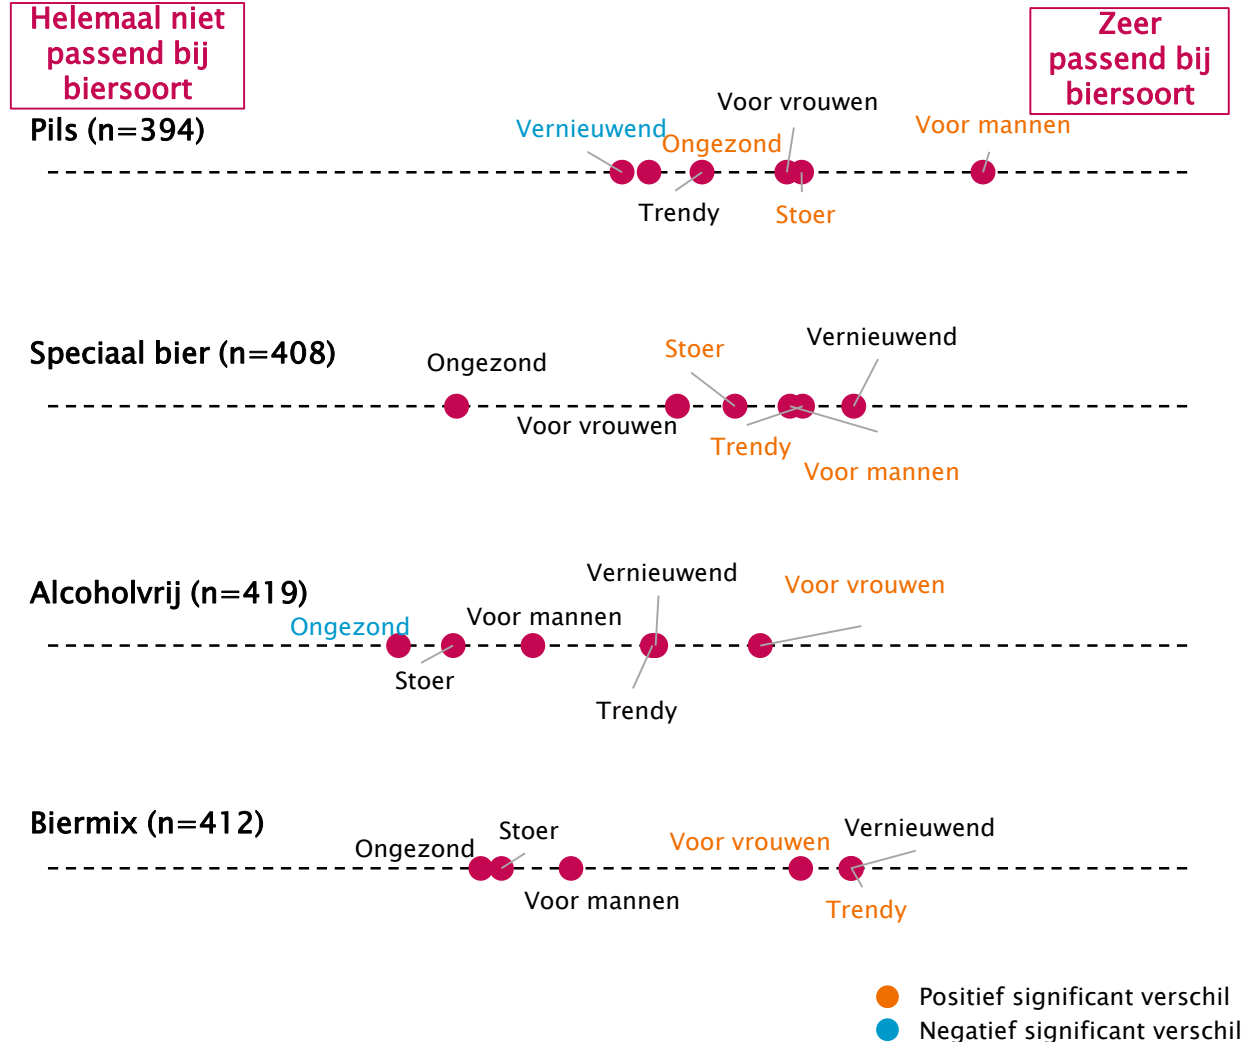 Helemaal niet
passend bij
biersoort
Zeer
passend bij
biersoort
Pils (n=394)
Vernieuwend
Ongezond
Voor vrouwen
Voor mannen
Trendy
Stoer
Speciaal bier (n=408)
Ongezond
Stoer
Vernieuwend
Voor vrouwen
Trendy
Voor mannen
Alcoholvrij (n=419)
Ongezond
Voor mannen
Vernieuwend
Voor vrouwen
Stoer
Trendy
Biermix (n=412)
Ongezond
Stoer
Voor vrouwen
Vernieuwend
Voor mannen
Trendy
Positief significant verschil
Negatief significant verschil